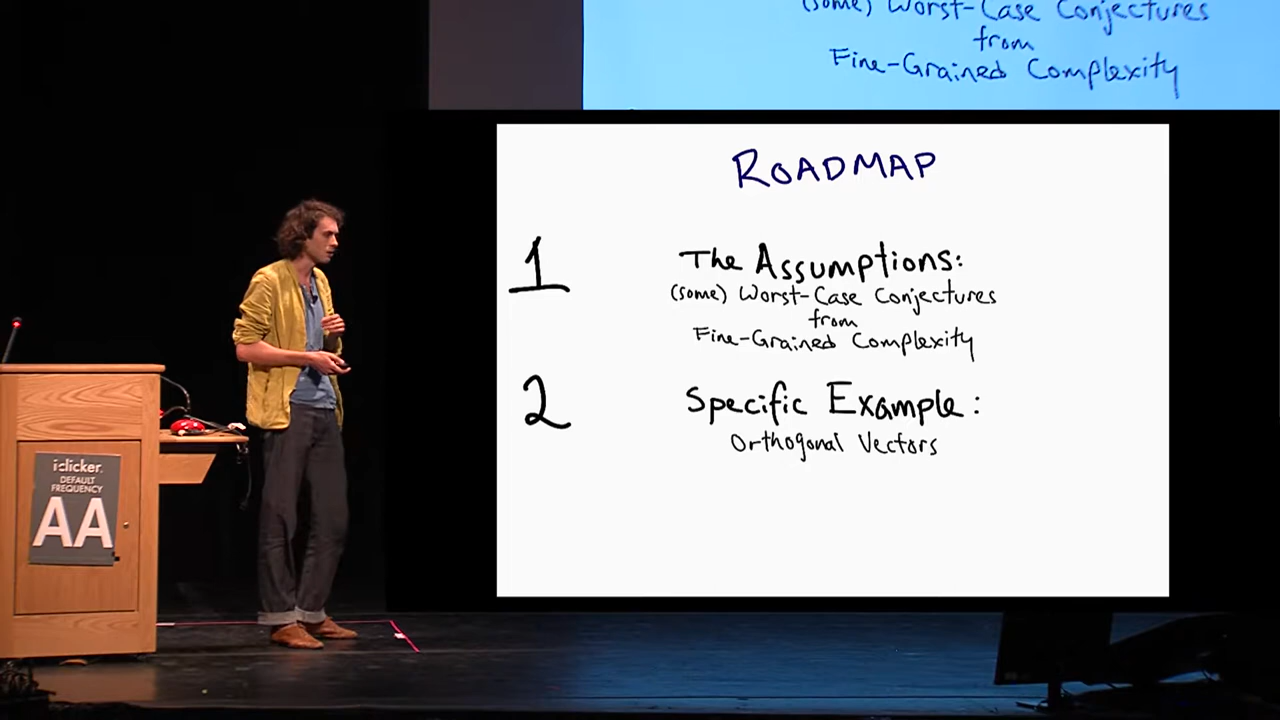 (some) Worst-Case Conjectures
from
Fine-Grained Complexity
ROADMAP
1
The Assumptions:
(some) Worst-Case Conjectures
from
Fine-Grained Complexity
2
Specific Example:
Orthogonal Vectors
iclicker.
DEFAULT
FREQUENCY
AA